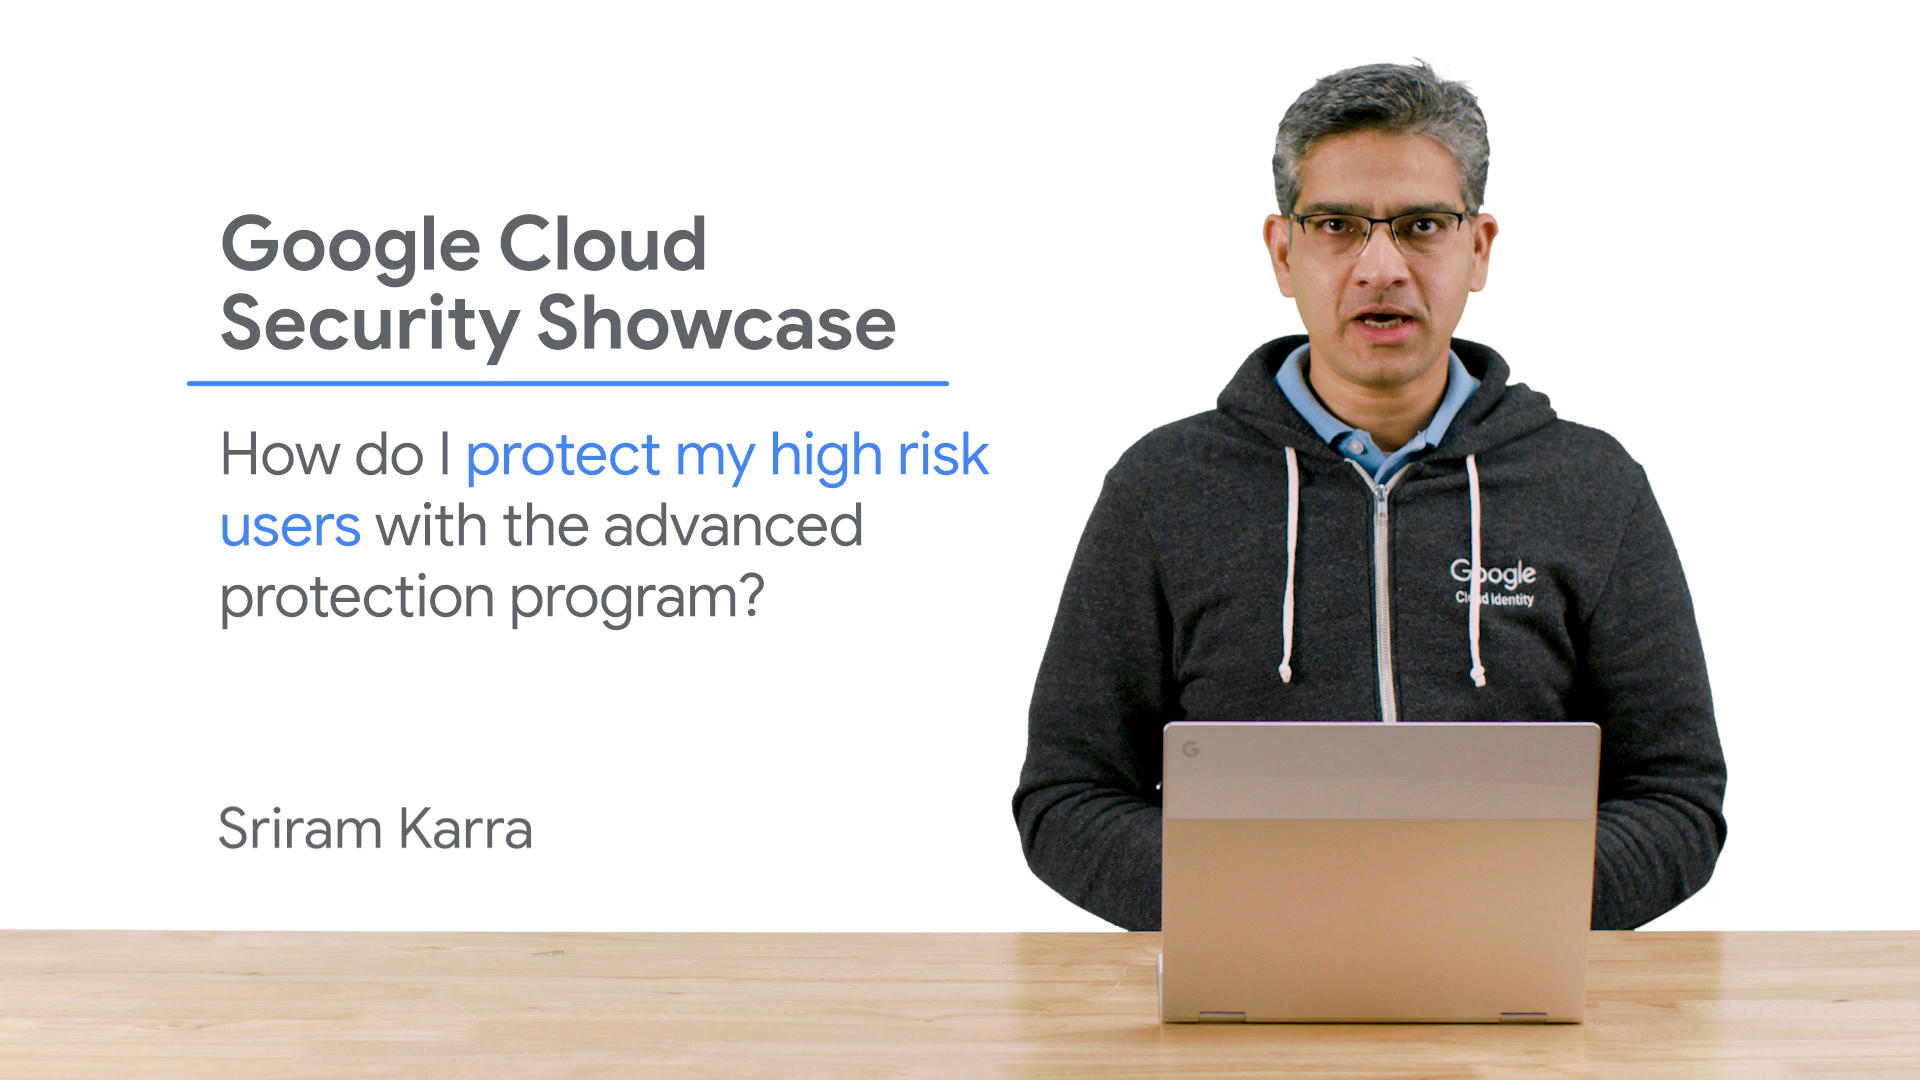 Google Cloud
Security Showcase
How do I protect my high risk
users with the advanced
protection program?
Sriram Karra
Google
Cloud Identity
G